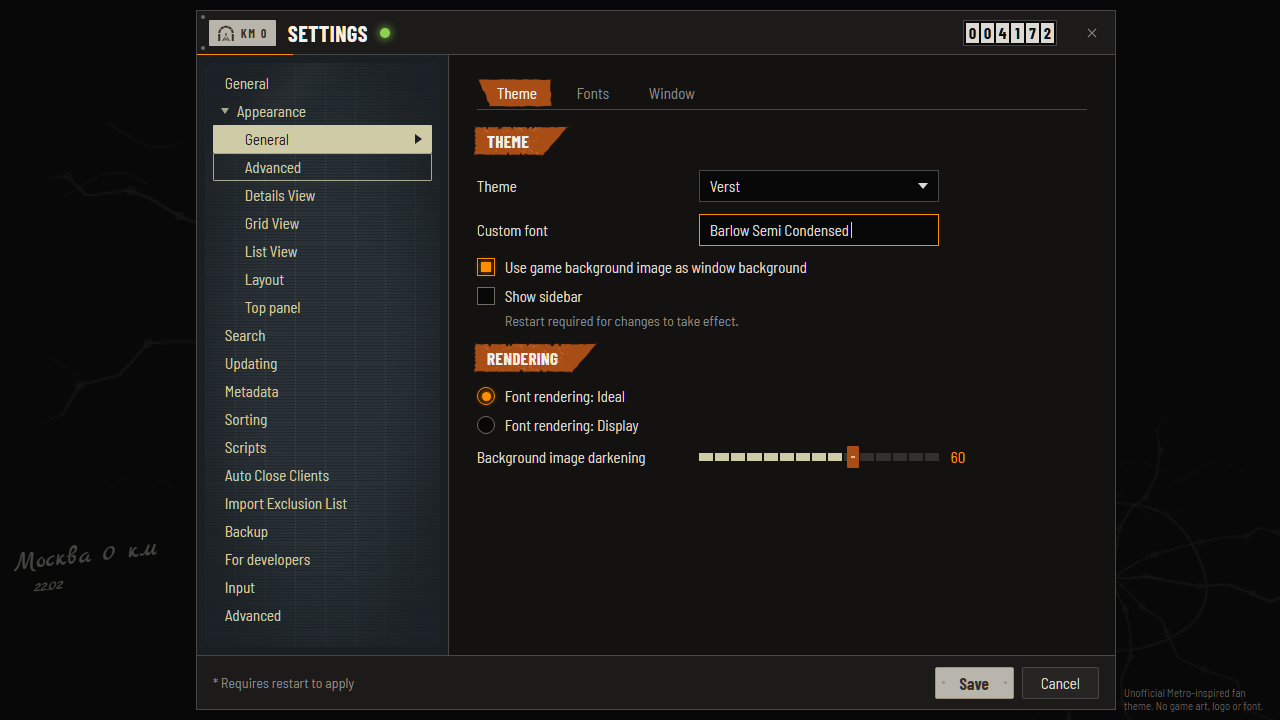 KM 0
SETTINGS
004172
General
Appearance
General
Advanced
Details View
Grid View
List View
Layout
Top panel
Search
Updating
Metadata
Sorting
Scripts
Auto Close Clients
Import Exclusion List
Backup
For developers
Input
Advanced
Theme
Fonts
Window
THEME
Theme
Verst
Custom font
Barlow Semi Condensed
Use game background image as window background
Show sidebar
Restart required for changes to take effect.
RENDERING
Font rendering: Ideal
Font rendering: Display
Background image darkening
60
* Requires restart to apply
Save
Cancel
Москва 0 км
22.02
Unofficial Metro-inspired fan
theme. No game art, logo or font.